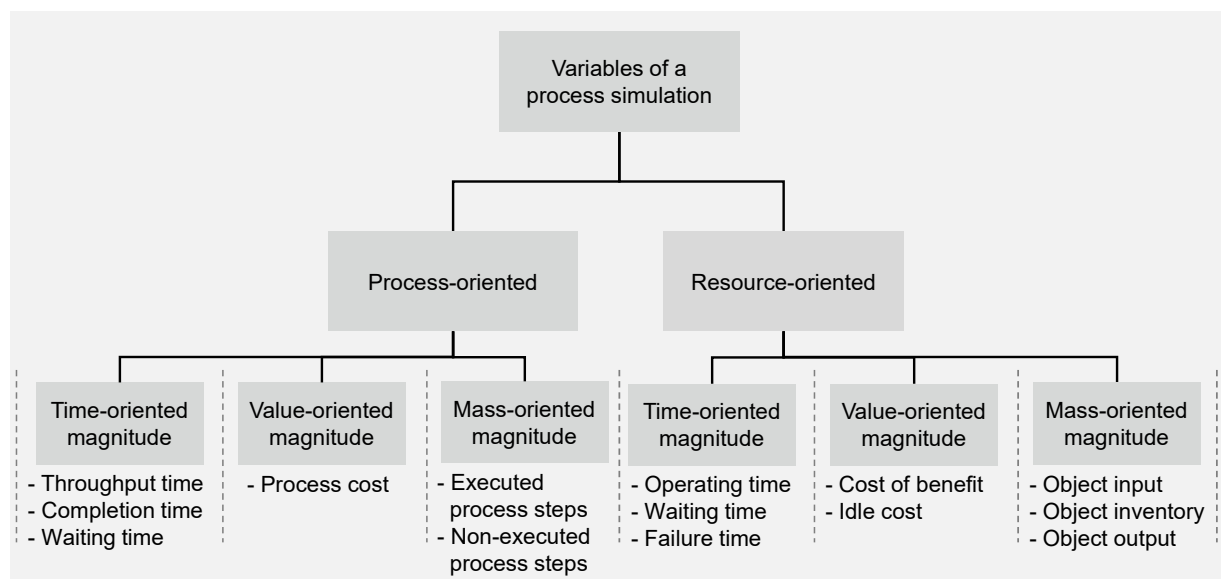 Variables of a
process simulation
Process-oriented
Resource-oriented
Time-oriented
magnitude
- Throughput time
- Completion time
- Waiting time
Value-oriented
magnitude
- Process cost
Mass-oriented
magnitude
- Executed
process steps
- Non-executed
process steps
Time-oriented
magnitude
- Operating time
- Waiting time
- Failure time
Value-oriented
magnitude
- Cost of benefit
- Idle cost
Mass-oriented
magnitude
- Object input
- Object inventory
- Object output